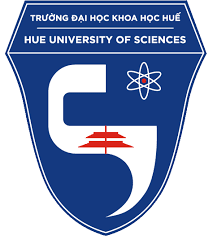 TRƯỜNG ĐẠI HỌC KHOA HỌC HUẾ
HUE UNIVERSITY OF SCIENCES